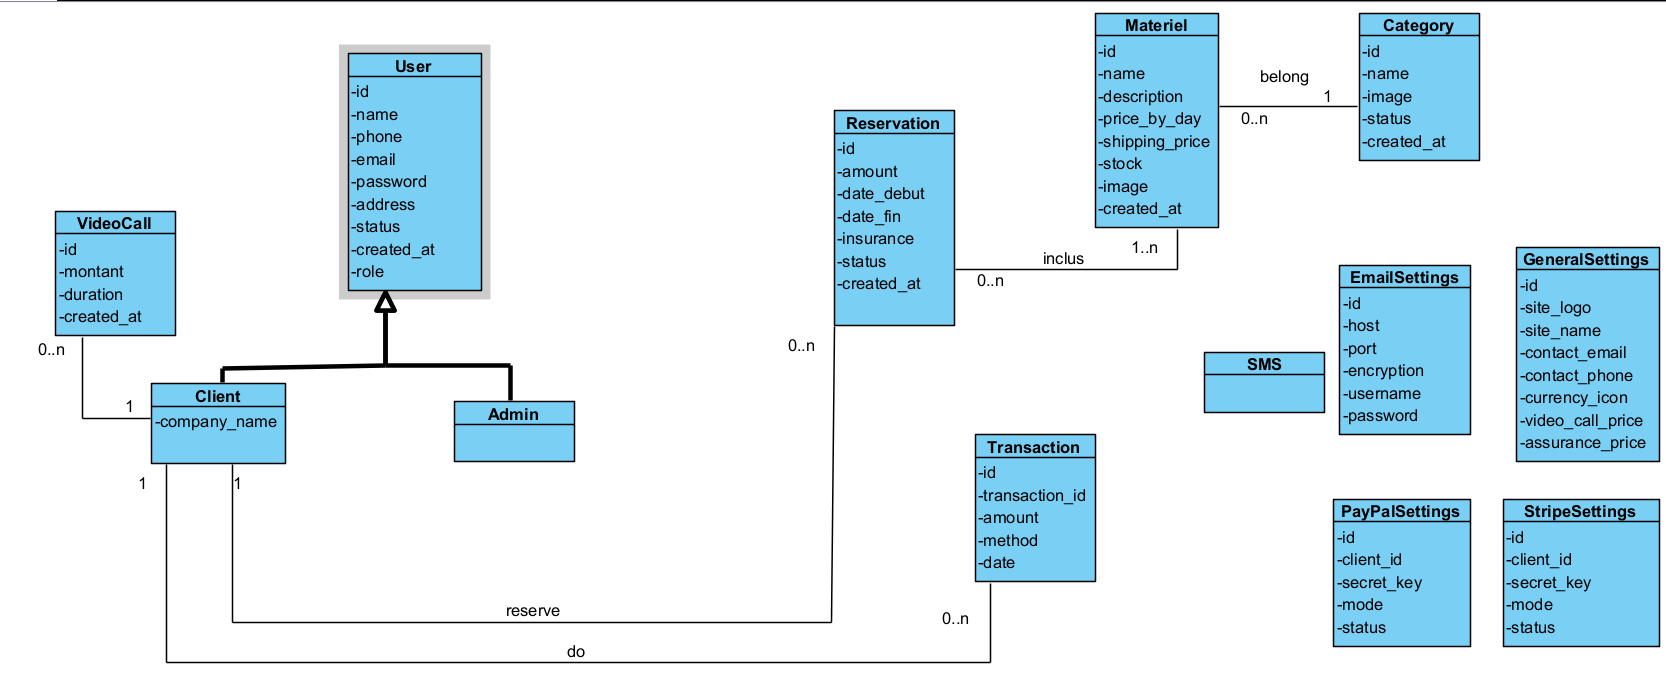 User
-id
-name
-phone
-email
-password
-address
-status
-created_at
-role
VideoCall
-id
-montant
-duration
-created_at
0..n
1
Client
-company_name
1
1
Admin
Reservation
-id
-amount
-date_debut
-date_fin
-insurance
-status
-created_at
0..n
inclus
0..n
1..n
Materiel
-id
-name
-description
-price_by_day
-shipping_price
-stock
-image
-created_at
belong
0..n
1
Category
-id
-name
-image
-status
-created_at
Transaction
-id
-transaction_id
-amount
-method
-date
0..n
reserve
do
SMS
EmailSettings
-id
-host
-port
-encryption
-username
-password
GeneralSettings
-id
-site_logo
-site_name
-contact_email
-contact_phone
-currency_icon
-video_call_price
-assurance_price
PayPalSettings
-id
-client_id
-secret_key
-mode
-status
StripeSettings
-id
-client_id
-secret_key
-mode
-status